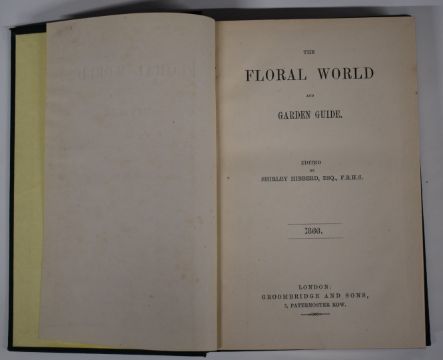 THE
FLORAL WORLD
AND
GARDEN GUIDE.
EDITED
BY
SHIRLEY HIBBERD, ESQ., F.R.H.S.
1866.
LONDON:
GROOMBRIDGE AND SONS,
5, PATERNOSTER ROW.